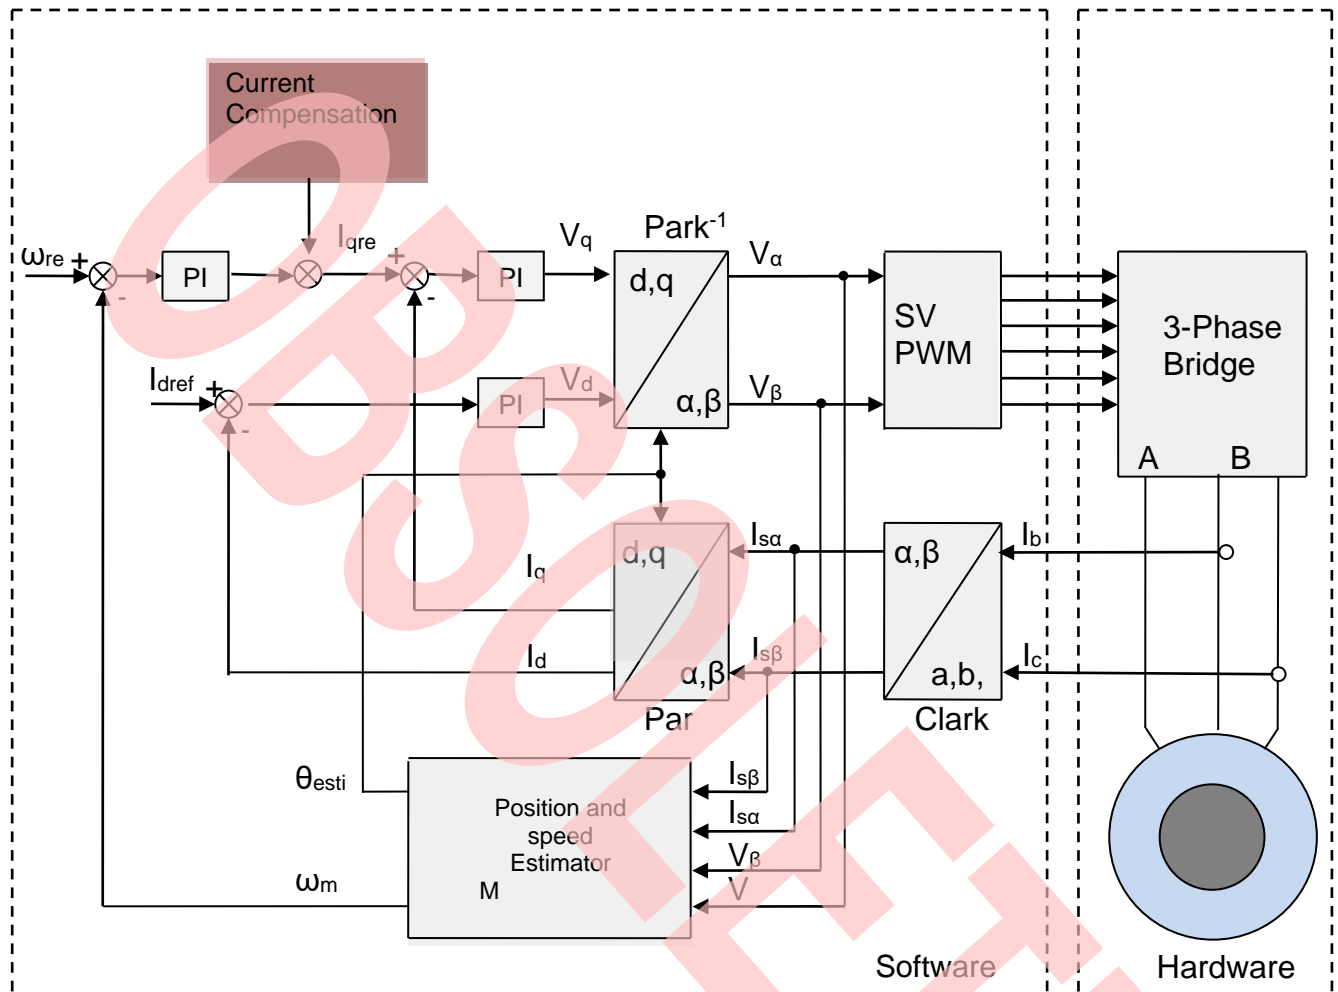 Current
Compensation
Park-1
ωre
+
-
PI
Iqre
+
-
PI
Vq
d,q
α,β
Vα
Vβ
SV
PWM
3-Phase
Bridge
A
B
Idref
+
-
PI
Vd
d,q
α,β
Par
Isα
Isβ
α,β
a,b,
Clark
Ib
Ic
Iq
Id
θesti
ωm
Position and
speed
Estimator
M
Isβ
Isα
Vβ
V
Software
Hardware
OBSOLETE